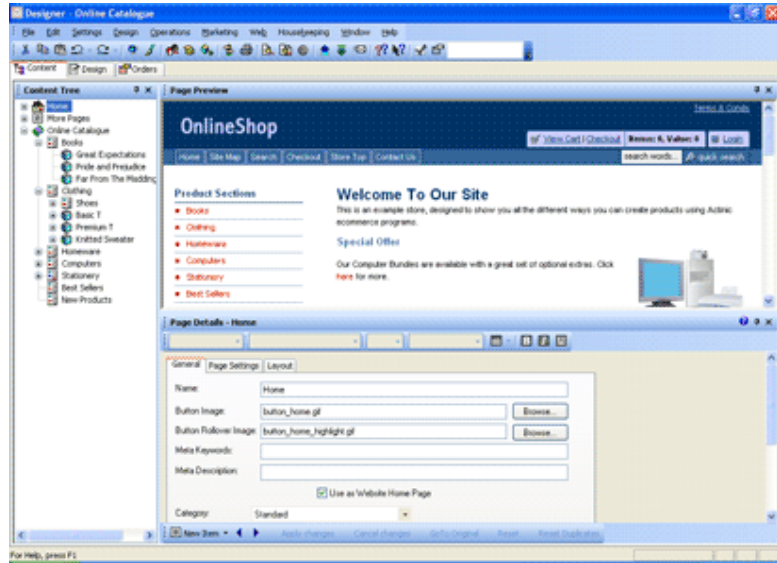 Designer - Online Catalogue
File Edit Settings Design Operations Marketing Web Housekeeping Window Help
Content Design Orders
Content Tree
Home
More Pages
Online Catalogue
Books
Great Expectations
Pride and Prejudice
Far From The Madding
Clothing
Shoes
Basic T
Premium T
Knitted Sweater
Homeware
Computers
Stationery
Best Sellers
New Products
Page Preview
Terms & Conds
OnlineShop
View Cart | Checkout Items: 0, Value: 0 Login
Home Site Map Search Checkout Store Top Contact Us search words... quick search
Product Sections
Books
Clothing
Homeware
Computers
Stationery
Best Sellers
Welcome To Our Site
This is an example store, designed to show you all the different ways you can create products using Actinic
ecommerce programs.
Special Offer
Our Computer Bundles are available with a great set of optional extras. Click
here for more.
Page Details - Home
General Page Settings Layout
Name: Home
Button Image: button_home.gif Browse...
Button Rollover Image: button_home_highlight.gif Browse...
Meta Keywords:
Meta Description:
Use as Website Home Page
Category: Standard
New Item Apply changes Cancel changes Go To Original Reset Reset Duplicates
For Help, press F1